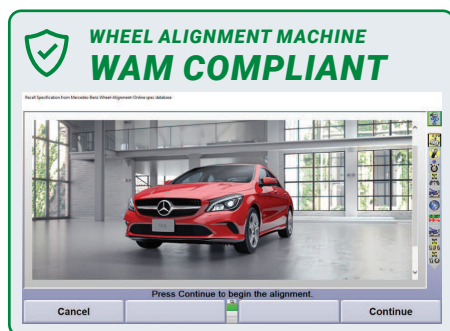 WHEEL ALIGNMENT MACHINE
WAM COMPLIANT
Recall Specification from Mercedes-Benz Wheel-Alignment-Online spec database
Press Continue to begin the alignment.
Cancel
Continue